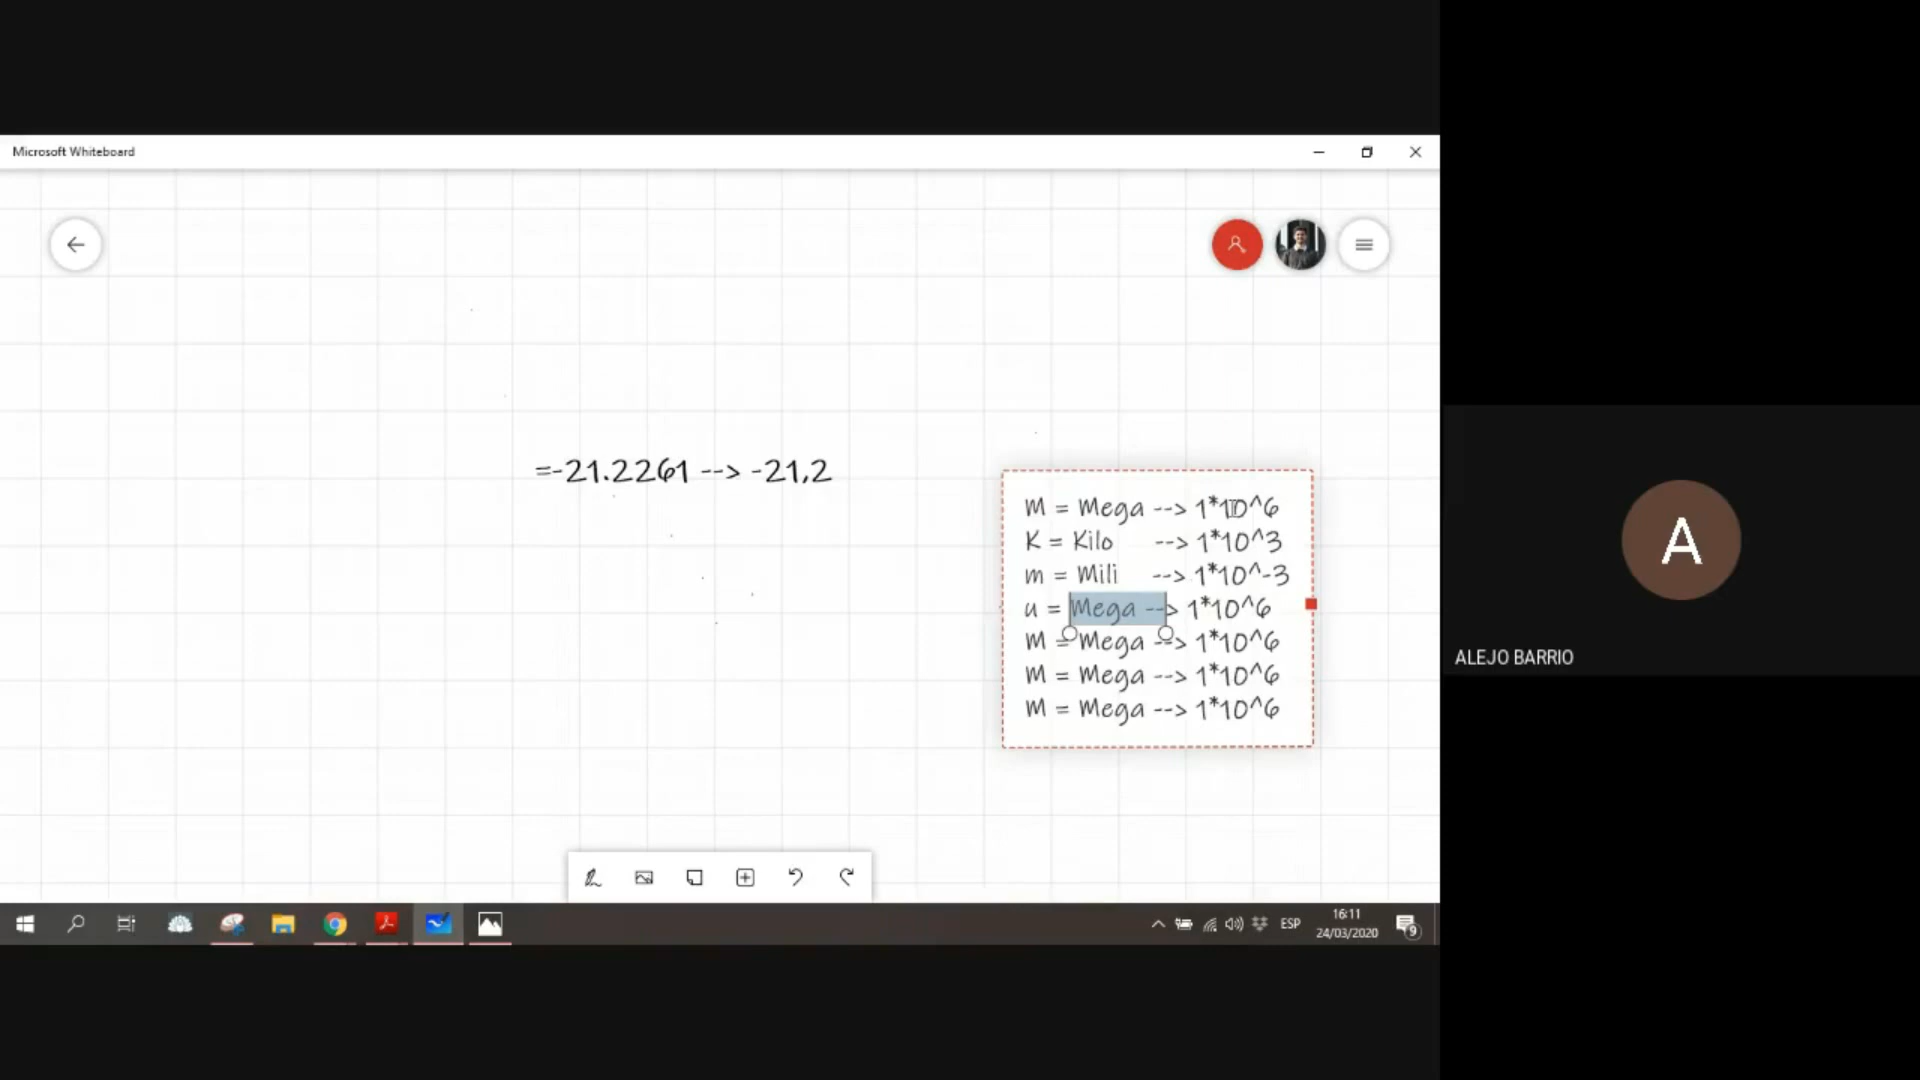 Microsoft Whiteboard
=-21.2261 --> -21,2
M = Mega --> 1*10^6
K = Kilo --> 1*10^3
m = Mili --> 1*10^-3
u = Mega --> 1*10^6
M = Mega --> 1*10^6
M = Mega --> 1*10^6
M = Mega --> 1*10^6
A
ALEJO BARRIO
ESP
16:11
24/03/2020
9